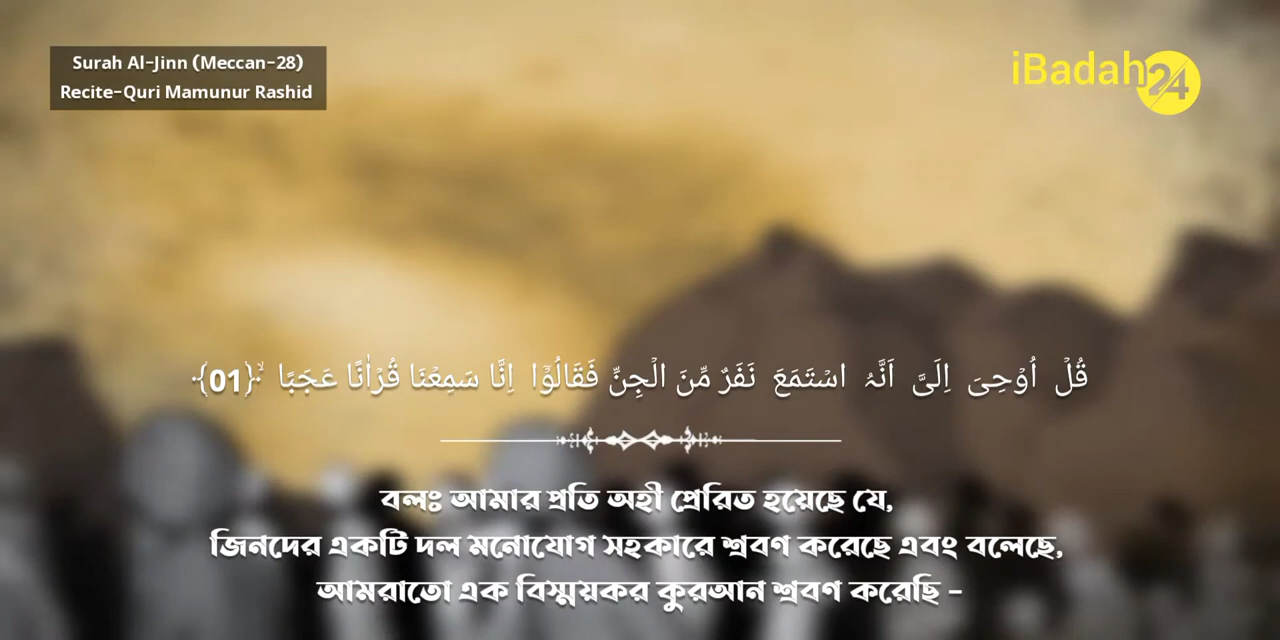 Surah Al-Jinn (Meccan-28)
Recite-Quri Mamunur Rashid
iBadah24
قُلۡ اُوۡحِىَ اِلَىَّ اَنَّہُ اسۡتَمَعَ نَفَرٌ مِّنَ الۡجِنِّ فَقَالُوۡۤا اِنَّا سَمِعۡنَا قُرۡاٰنًا عَجَبًا ۙ ﴿01﴾
বলঃ আমার প্রতি অহী প্রেরিত হয়েছে যে,
জিনদের একটি দল মনোযোগ সহকারে শ্রবণ করেছে এবং বলেছে,
আমরাতো এক বিস্ময়কর কুরআন শ্রবণ করেছি -